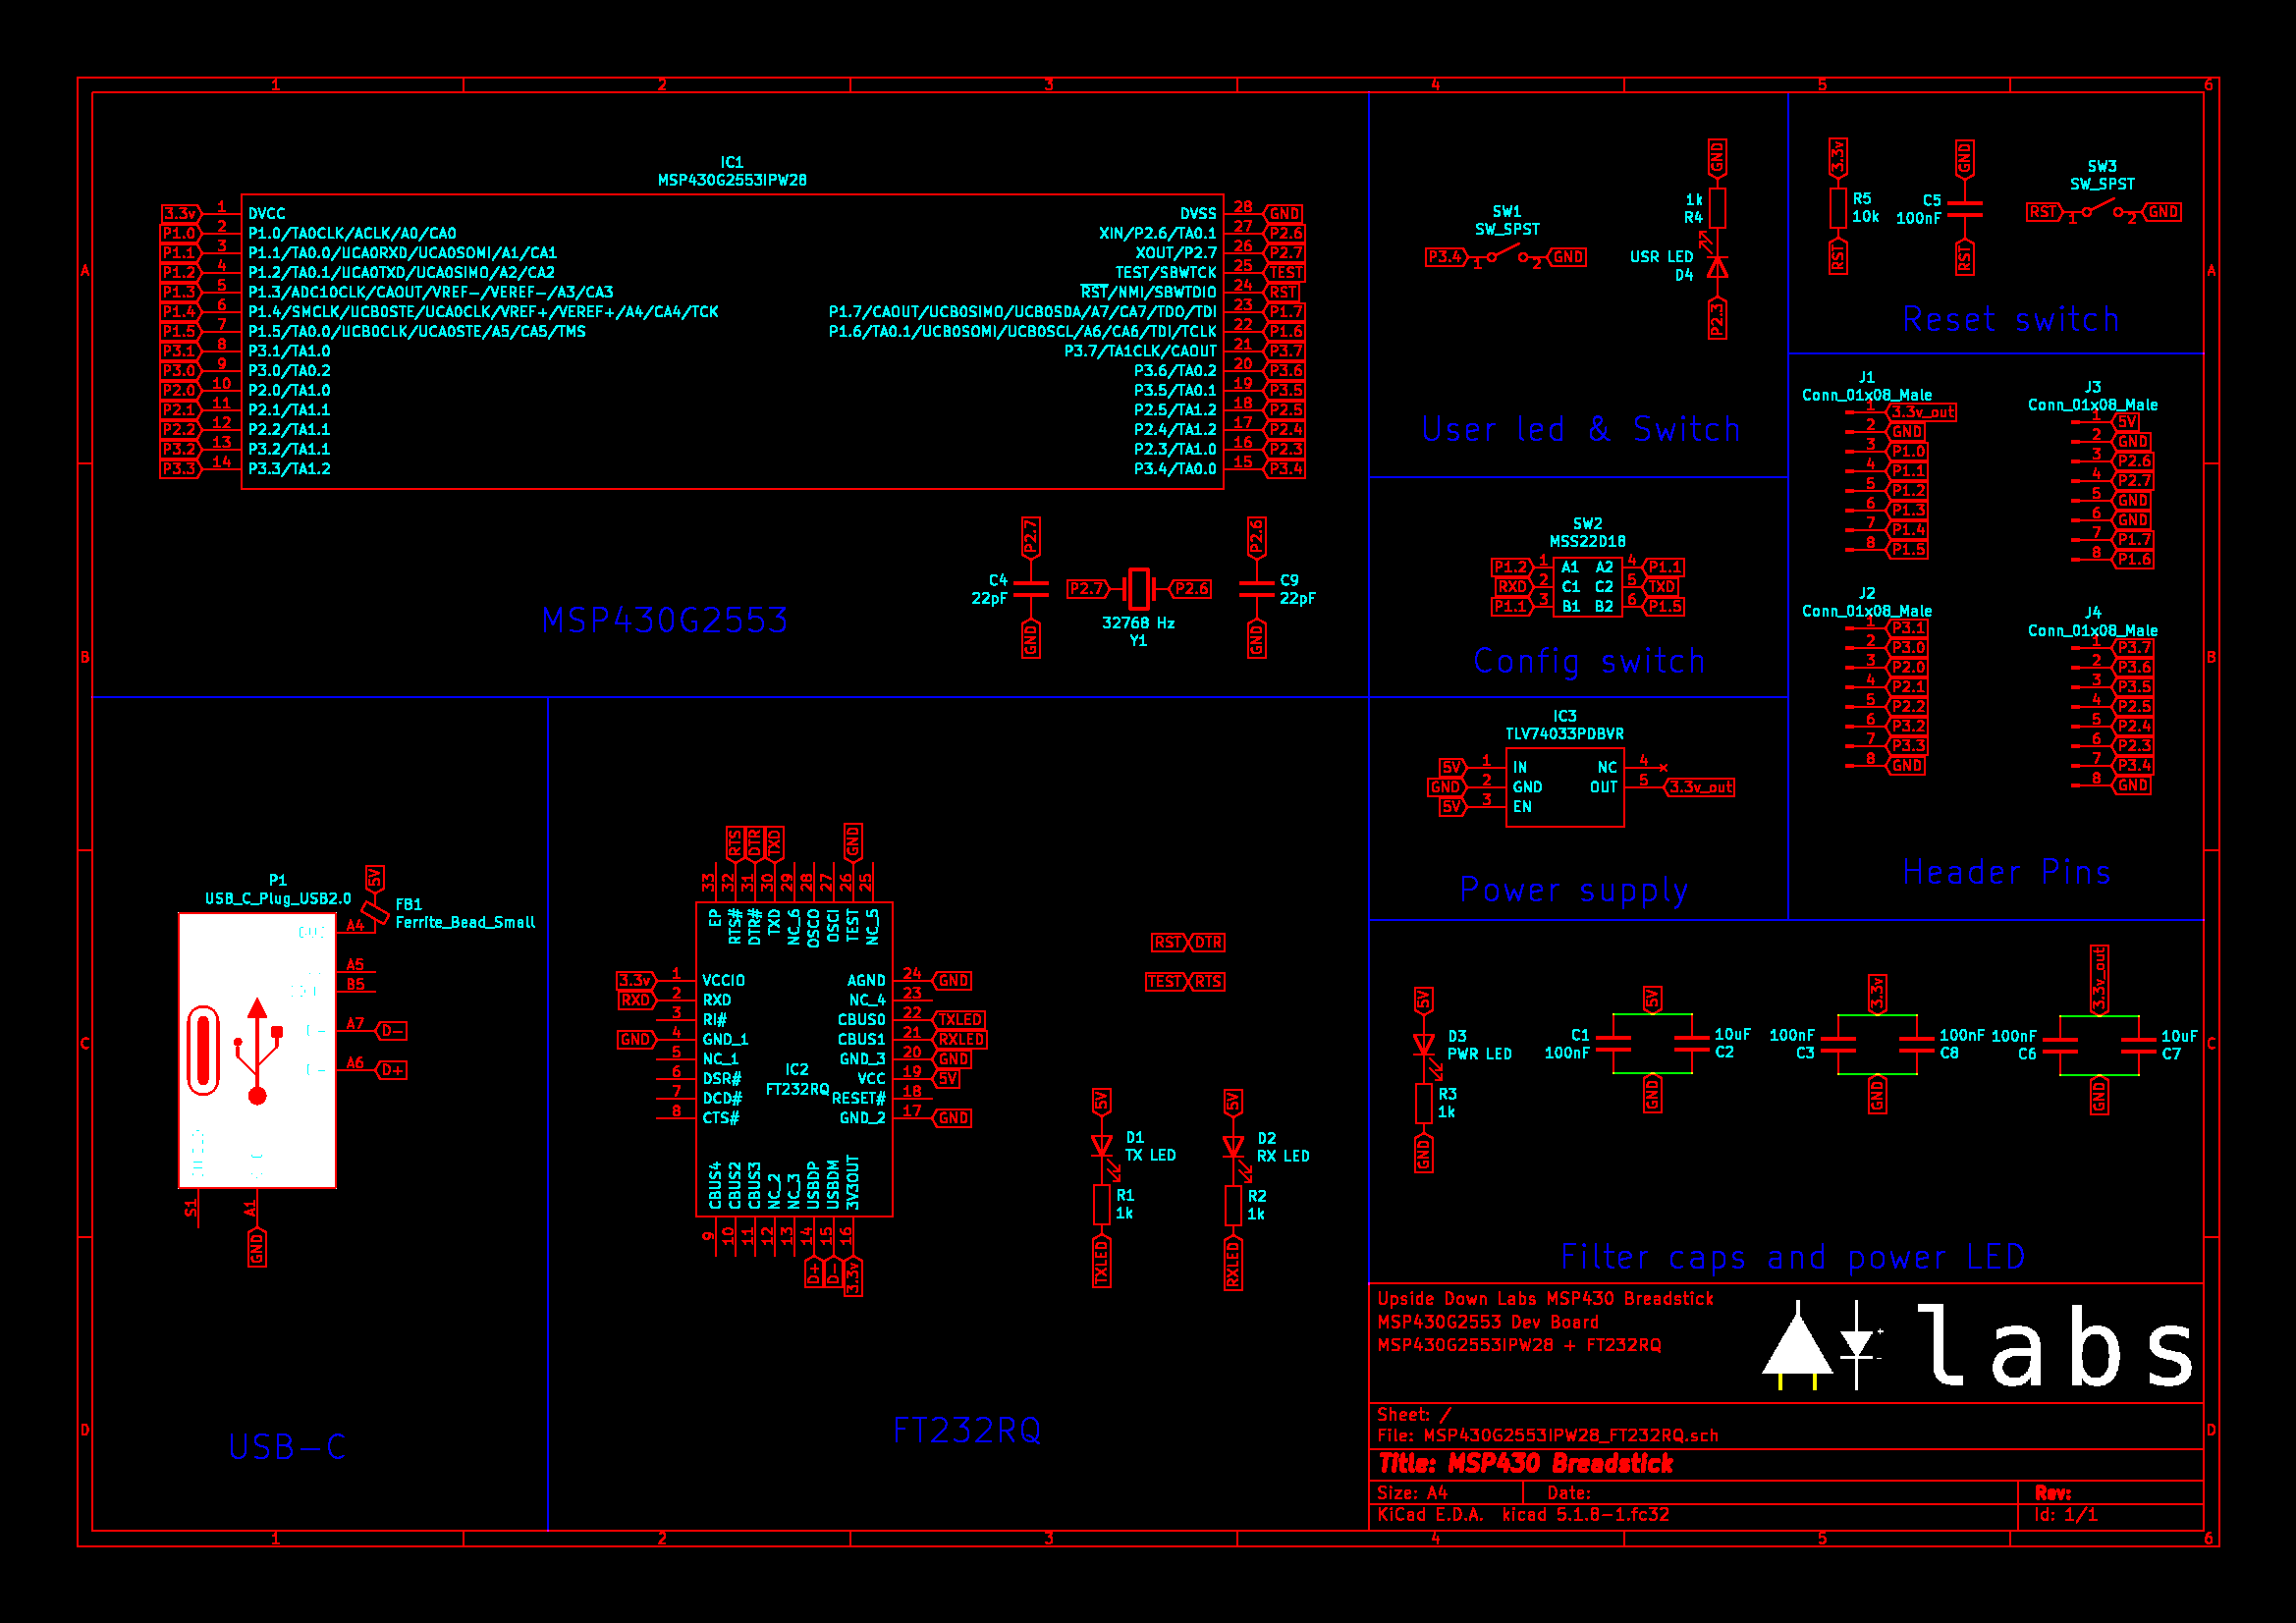 1 2 3 4 5 6
A
B
C
D
IC1
MSP430G2553IPW28
3.3v 1 DVCC
P1.0 2 P1.0/TA0CLK/ACLK/A0/CA0
P1.1 3 P1.1/TA0.0/UCA0RXD/UCA0SOMI/A1/CA1
P1.2 4 P1.2/TA0.1/UCA0TXD/UCA0SIMO/A2/CA2
P1.3 5 P1.3/ADC10CLK/CAOUT/VREF-/VEREF-/A3/CA3
P1.4 6 P1.4/SMCLK/UCB0STE/UCA0CLK/VREF+/VEREF+/A4/CA4/TCK
P1.5 7 P1.5/TA0.0/UCB0CLK/UCA0STE/A5/CA5/TMS
P3.1 8 P3.1/TA1.0
P3.0 9 P3.0/TA0.2
P2.0 10 P2.0/TA1.0
P2.1 11 P2.1/TA1.1
P2.2 12 P2.2/TA1.1
P3.2 13 P3.2/TA1.1
P3.3 14 P3.3/TA1.2
DVSS 28 GND
XIN/P2.6/TA0.1 27 P2.6
XOUT/P2.7 26 P2.7
TEST/SBWTCK 25 TEST
RST/NMI/SBWTDIO 24 RST
P1.7/CAOUT/UCB0SIMO/UCB0SDA/A7/CA7/TDO/TDI 23 P1.7
P1.6/TA0.1/UCB0SOMI/UCB0SCL/A6/CA6/TDI/TCLK 22 P1.6
P3.7/TA1CLK/CAOUT 21 P3.7
P3.6/TA0.2 20 P3.6
P3.5/TA0.1 19 P3.5
P2.5/TA1.2 18 P2.5
P2.4/TA1.2 17 P2.4
P2.3/TA1.0 16 P2.3
P3.4/TA0.0 15 P3.4
P2.7
C4
22pF
GND
P2.7 P2.6
32768 Hz
Y1
P2.6
C9
22pF
GND
MSP430G2553
SW1
SW_SPST
P3.4 1 2 GND
GND
1k
R4
USR LED
D4
P2.3
User led & Switch
3.3v
R5
10k
RST
GND
C5
100nF
RST
SW3
SW_SPST
RST 1 2 GND
Reset switch
SW2
MSS22D18
P1.2 1 A1 A2 4 P1.1
RXD 2 C1 C2 5 TXD
P1.1 3 B1 B2 6 P1.5
Config switch
J1
Conn_01x08_Male
1 3.3v_out
2 GND
3 P1.0
4 P1.1
5 P1.2
6 P1.3
7 P1.4
8 P1.5
J3
Conn_01x08_Male
1 5V
2 GND
3 P2.6
4 P2.7
5 GND
6 GND
7 P1.7
8 P1.6
J2
Conn_01x08_Male
1 P3.1
2 P3.0
3 P2.0
4 P2.1
5 P2.2
6 P3.2
7 P3.3
8 GND
J4
Conn_01x08_Male
1 P3.7
2 P3.6
3 P3.5
4 P2.5
5 P2.4
6 P2.3
7 P3.4
8 GND
Header Pins
IC3
TLV74033PDBVR
5V 1 IN NC 4
GND 2 GND OUT 5 3.3v_out
5V 3 EN
Power supply
P1
USB_C_Plug_USB2.0
5V
FB1
Ferrite_Bead_Small
A4
A5
B5
A7 D-
A6 D+
S1 A1
GND
USB-C
RTS DTR TXD GND
33 32 31 30 29 28 27 26 25
EP RTS# DTR# TXD NC_6 OSCO OSCI TEST NC_5
3.3v 1 VCCIO
RXD 2 RXD
3 RI#
GND 4 GND_1
5 NC_1
6 DSR#
7 DCD#
8 CTS#
IC2
FT232RQ
AGND 24 GND
NC_4 23
CBUS0 22 TXLED
CBUS1 21 RXLED
GND_3 20 GND
VCC 19 5V
RESET# 18
GND_2 17 GND
CBUS4 CBUS2 CBUS3 NC_2 NC_3 USBDP USBDM 3V3OUT
9 10 11 12 13 14 15 16
D+ D- 3.3v
RST DTR
TEST RTS
5V
D1
TX LED
R1
1k
TXLED
5V
D2
RX LED
R2
1k
RXLED
FT232RQ
5V
D3
PWR LED
R3
1k
GND
5V
C1
100nF
10uF
C2
GND
3.3v
100nF
C3
100nF
C8
GND
3.3v_out
100nF
C6
10uF
C7
GND
Filter caps and power LED
Upside Down Labs MSP430 Breadstick
MSP430G2553 Dev Board
MSP430G2553IPW28 + FT232RQ
+
-
labs
Sheet: /
File: MSP430G2553IPW28_FT232RQ.sch
Title: MSP430 Breadstick
Size: A4 Date: Rev:
KiCad E.D.A. kicad 5.1.8-1.fc32 Id: 1/1
A
B
C
D
1 2 3 4 5 6